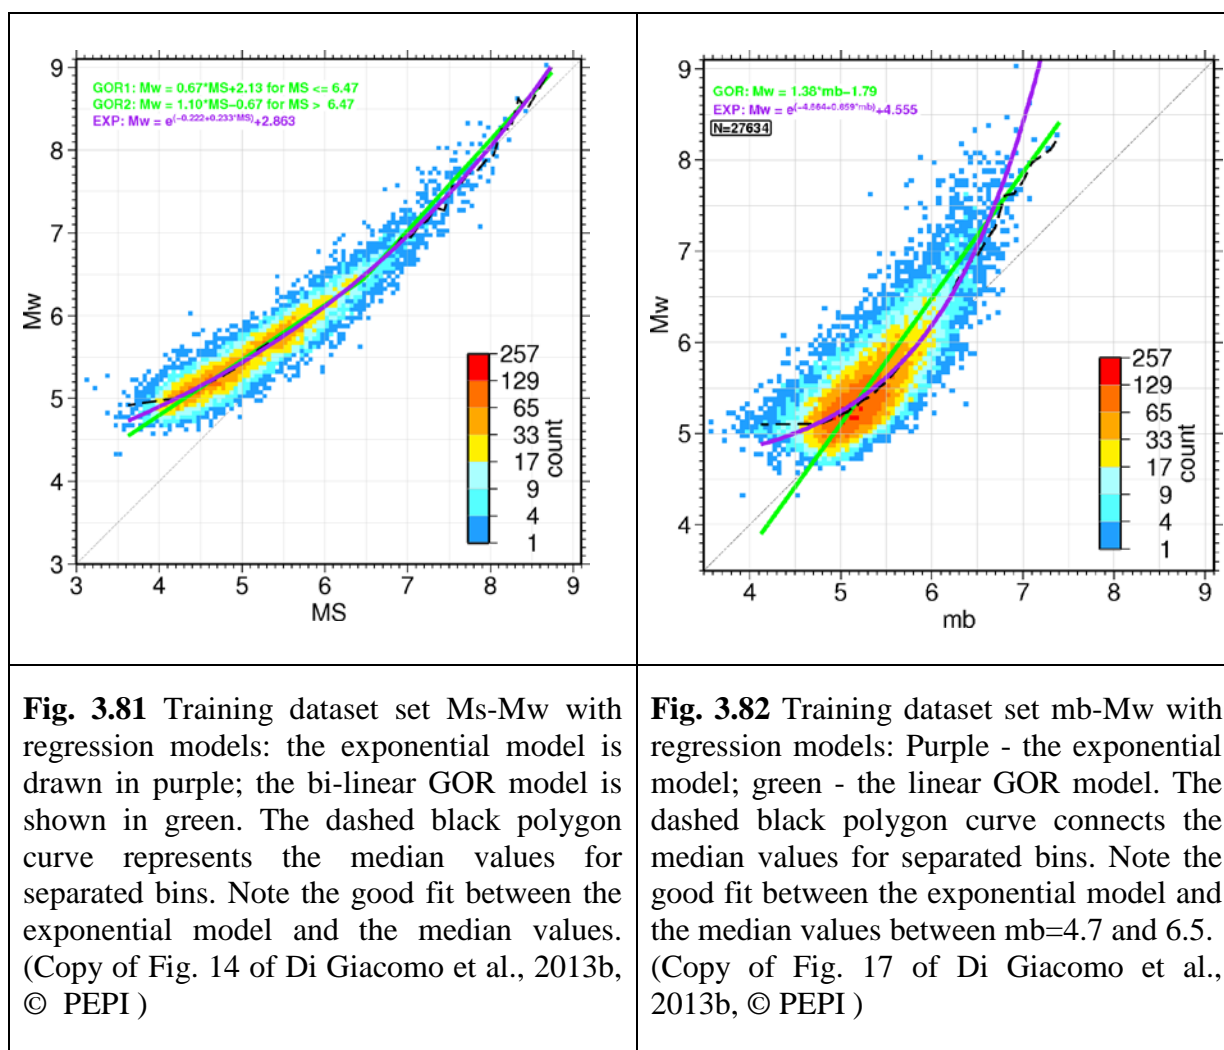 GOR1: Mw = 0.67*MS+2.13 for MS <= 6.47
GOR2: Mw = 1.10*MS−0.67 for MS > 6.47
EXP: Mw = e^(−0.222+0.233*MS)+2.863
9
8
7
6
5
4
3
Mw
3 4 5 6 7 8 9
MS
257
129
65
33
17
9
4
1
count
GOR: Mw = 1.38*mb−1.79
EXP: Mw = e^(−4.664+0.859*mb)+4.555
N=27634
9
8
7
6
5
4
Mw
4 5 6 7 8 9
mb
257
129
65
33
17
9
4
1
count
Fig. 3.81 Training dataset set Ms-Mw with
regression models: the exponential model is
drawn in purple; the bi-linear GOR model is
shown in green. The dashed black polygon
curve represents the median values for
separated bins. Note the good fit between the
exponential model and the median values.
(Copy of Fig. 14 of Di Giacomo et al., 2013b,
© PEPI )
Fig. 3.82 Training dataset set mb-Mw with
regression models: Purple - the exponential
model; green - the linear GOR model. The
dashed black polygon curve connects the
median values for separated bins. Note the
good fit between the exponential model and
the median values between mb=4.7 and 6.5.
(Copy of Fig. 17 of Di Giacomo et al.,
2013b, © PEPI )